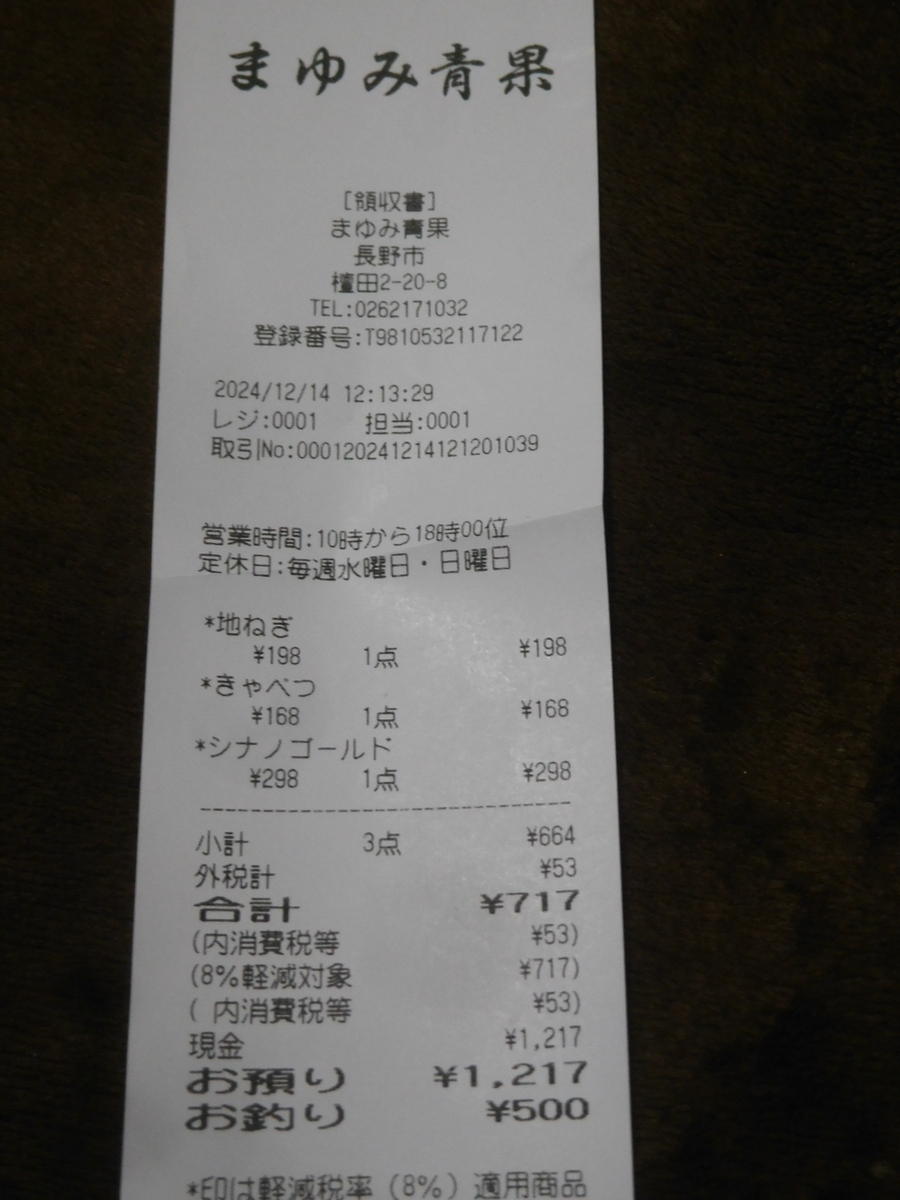 まゆみ青果
[領収書]
まゆみ青果
長野市
檀田2-20-8
TEL:0262171032
登録番号:T9810532117122
2024/12/14 12:13:29
レジ:0001 担当:0001
取引No:00012024121412​1201039
営業時間:10時から18時00位
定休日:毎週水曜日・日曜日
*地ねぎ
¥198 1点 ¥198
*きゃべつ
¥168 1点 ¥168
*シナノゴールド
¥298 1点 ¥298
小計 3点 ¥664
外税計 ¥53
合計 ¥717
(内消費税等 ¥53)
(8%軽減対象 ¥717)
( 内消費税等 ¥53)
現金 ¥1,217
お預り ¥1,217
お釣り ¥500
*印は軽減税率(8%)適用商品